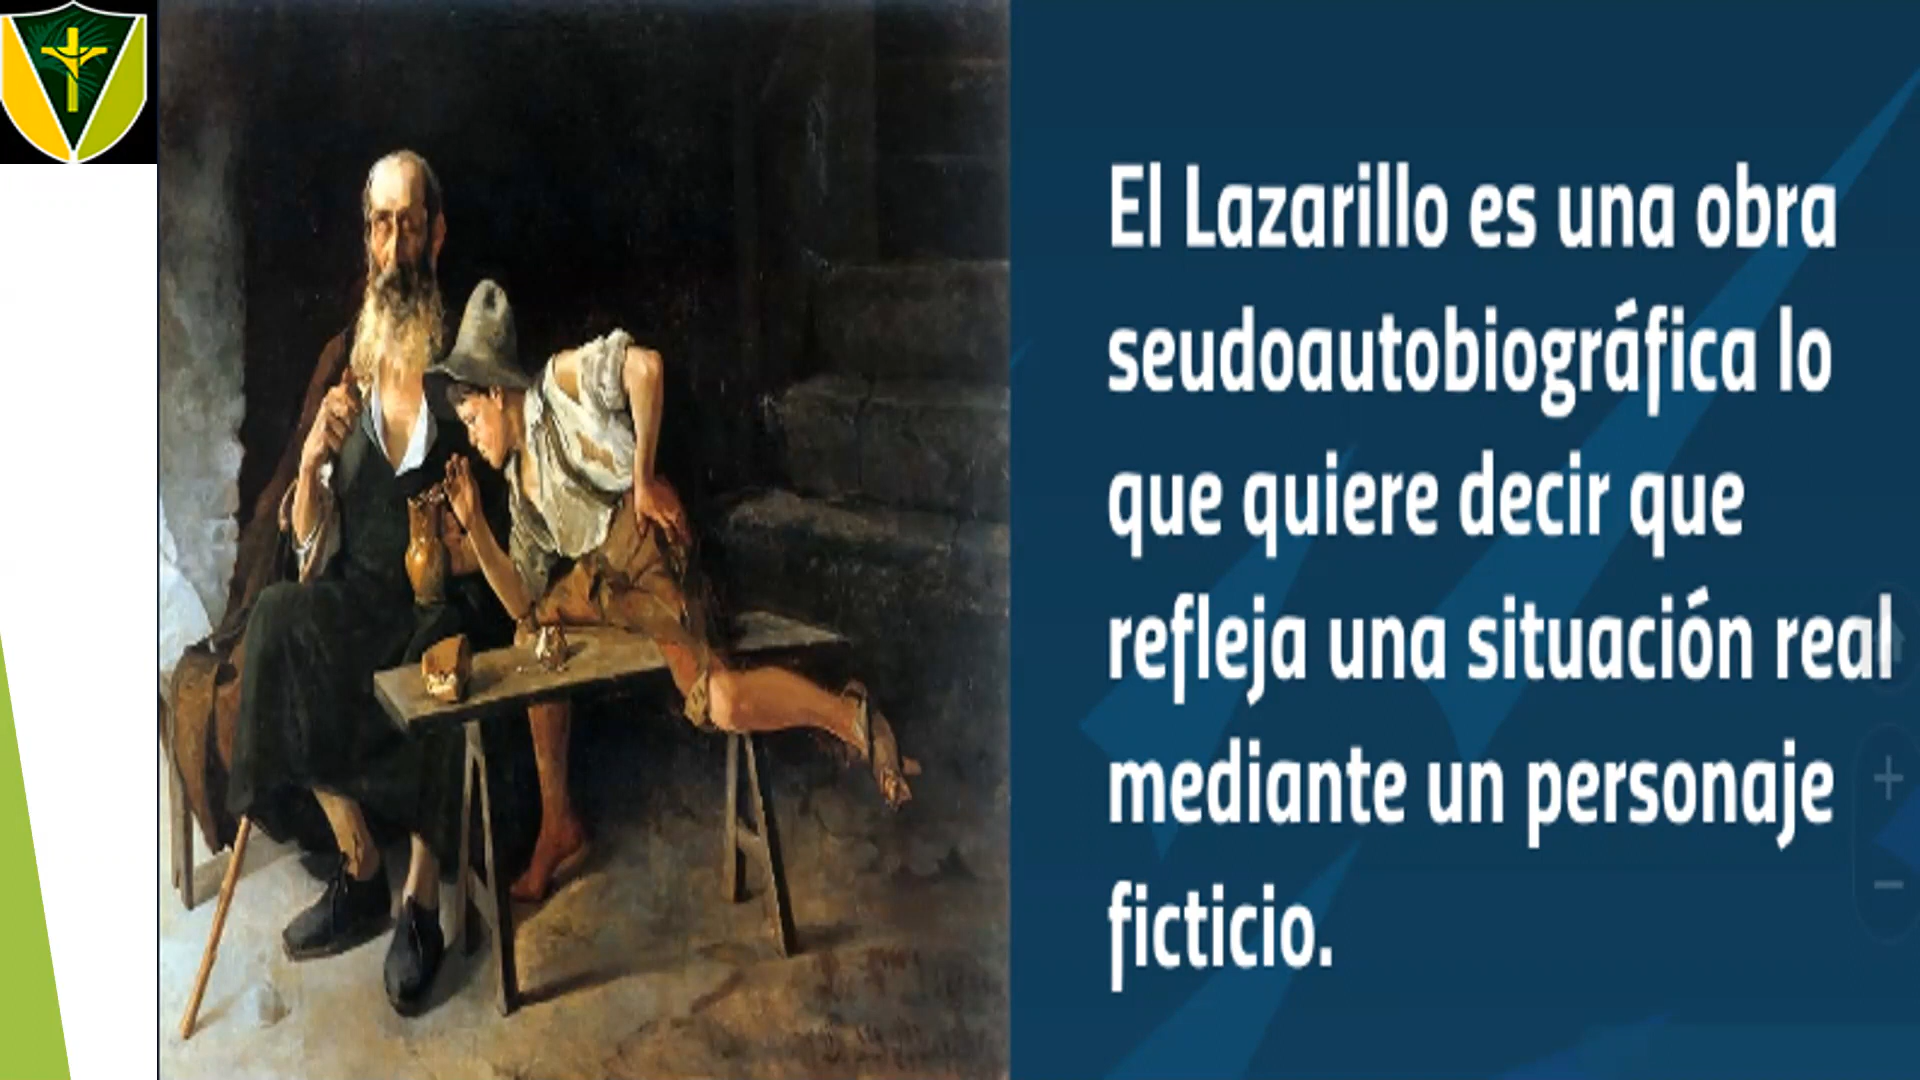 El Lazarillo es una obra
seudoautobiográfica lo
que quiere decir que
refleja una situación real
mediante un personaje
ficticio.